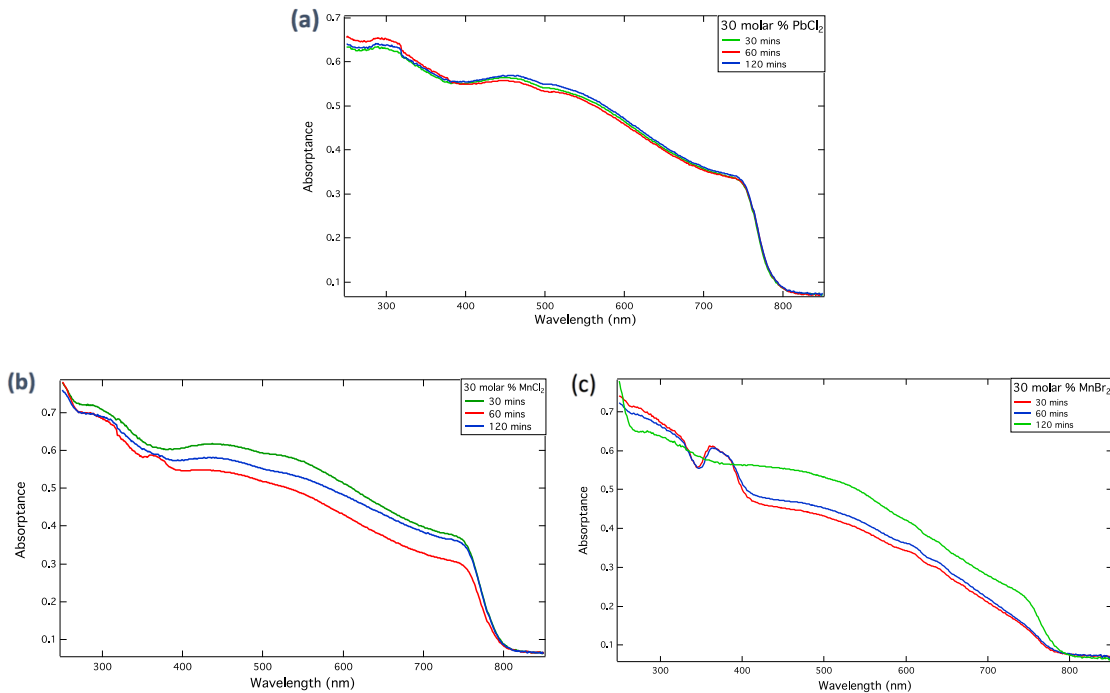 (a)
30 molar % PbCl₂
30 mins
60 mins
120 mins
Absorptance
0.7
0.6
0.5
0.4
0.3
0.2
0.1
300 400 500 600 700 800
Wavelength (nm)
(b)
30 molar % MnCl₂
30 mins
60 mins
120 mins
Absorptance
0.7
0.6
0.5
0.4
0.3
0.2
0.1
300 400 500 600 700 800
Wavelength (nm)
(c)
30 molar % MnBr₂
30 mins
60 mins
120 mins
Absorptance
0.7
0.6
0.5
0.4
0.3
0.2
0.1
300 400 500 600 700 800
Wavelength (nm)